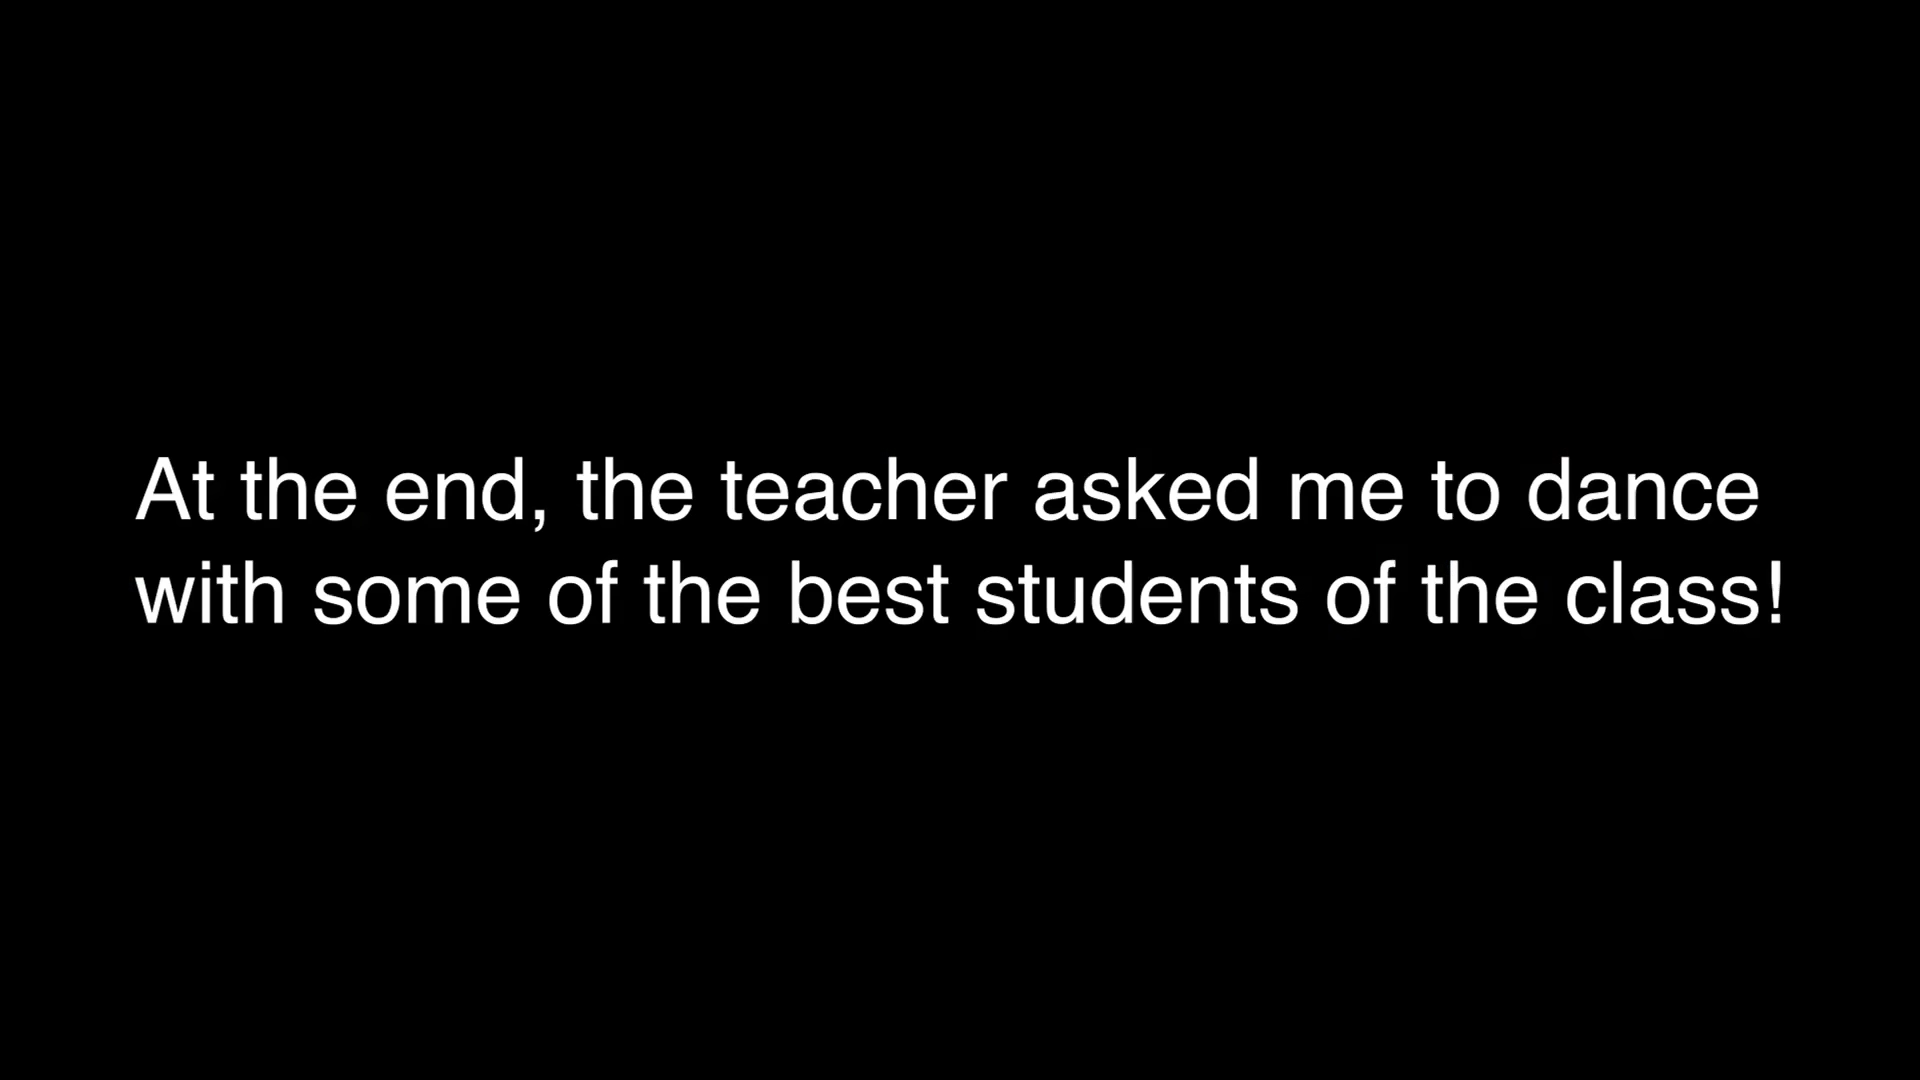 At the end, the teacher asked me to dance
with some of the best students of the class!